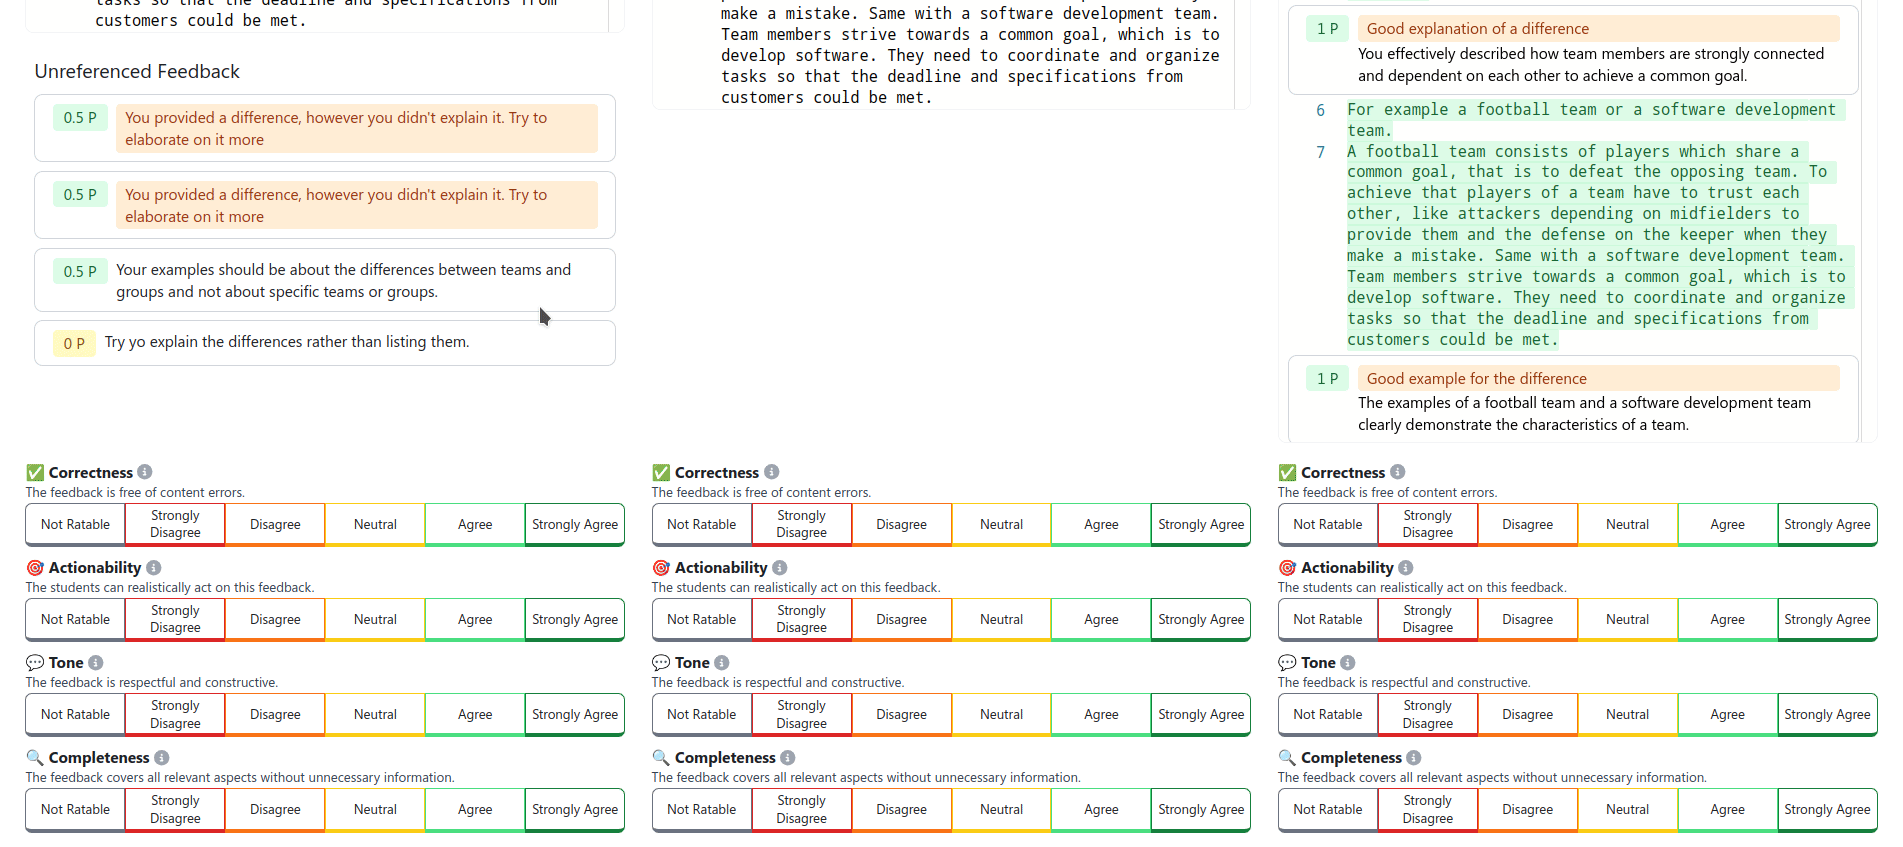 tasks so that the deadline and specifications from
customers could be met.
Unreferenced Feedback
0.5 P
You provided a difference, however you didn't explain it. Try to
elaborate on it more
0.5 P
You provided a difference, however you didn't explain it. Try to
elaborate on it more
0.5 P
Your examples should be about the differences between teams and
groups and not about specific teams or groups.
0 P
Try yo explain the differences rather than listing them.
✅ Correctness
The feedback is free of content errors.
Not Ratable
Strongly
Disagree
Disagree
Neutral
Agree
Strongly Agree
🎯 Actionability
The students can realistically act on this feedback.
Not Ratable
Strongly
Disagree
Disagree
Neutral
Agree
Strongly Agree
💬 Tone
The feedback is respectful and constructive.
Not Ratable
Strongly
Disagree
Disagree
Neutral
Agree
Strongly Agree
🔍 Completeness
The feedback covers all relevant aspects without unnecessary information.
Not Ratable
Strongly
Disagree
Disagree
Neutral
Agree
Strongly Agree
make a mistake. Same with a software development team.
Team members strive towards a common goal, which is to
develop software. They need to coordinate and organize
tasks so that the deadline and specifications from
customers could be met.
✅ Correctness
The feedback is free of content errors.
Not Ratable
Strongly
Disagree
Disagree
Neutral
Agree
Strongly Agree
🎯 Actionability
The students can realistically act on this feedback.
Not Ratable
Strongly
Disagree
Disagree
Neutral
Agree
Strongly Agree
💬 Tone
The feedback is respectful and constructive.
Not Ratable
Strongly
Disagree
Disagree
Neutral
Agree
Strongly Agree
🔍 Completeness
The feedback covers all relevant aspects without unnecessary information.
Not Ratable
Strongly
Disagree
Disagree
Neutral
Agree
Strongly Agree
1 P
Good explanation of a difference
You effectively described how team members are strongly connected
and dependent on each other to achieve a common goal.
6 For example a football team or a software development
team.
7 A football team consists of players which share a
common goal, that is to defeat the opposing team. To
achieve that players of a team have to trust each
other, like attackers depending on midfielders to
provide them and the defense on the keeper when they
make a mistake. Same with a software development team.
Team members strive towards a common goal, which is to
develop software. They need to coordinate and organize
tasks so that the deadline and specifications from
customers could be met.
1 P
Good example for the difference
The examples of a football team and a software development team
clearly demonstrate the characteristics of a team.
✅ Correctness
The feedback is free of content errors.
Not Ratable
Strongly
Disagree
Disagree
Neutral
Agree
Strongly Agree
🎯 Actionability
The students can realistically act on this feedback.
Not Ratable
Strongly
Disagree
Disagree
Neutral
Agree
Strongly Agree
💬 Tone
The feedback is respectful and constructive.
Not Ratable
Strongly
Disagree
Disagree
Neutral
Agree
Strongly Agree
🔍 Completeness
The feedback covers all relevant aspects without unnecessary information.
Not Ratable
Strongly
Disagree
Disagree
Neutral
Agree
Strongly Agree